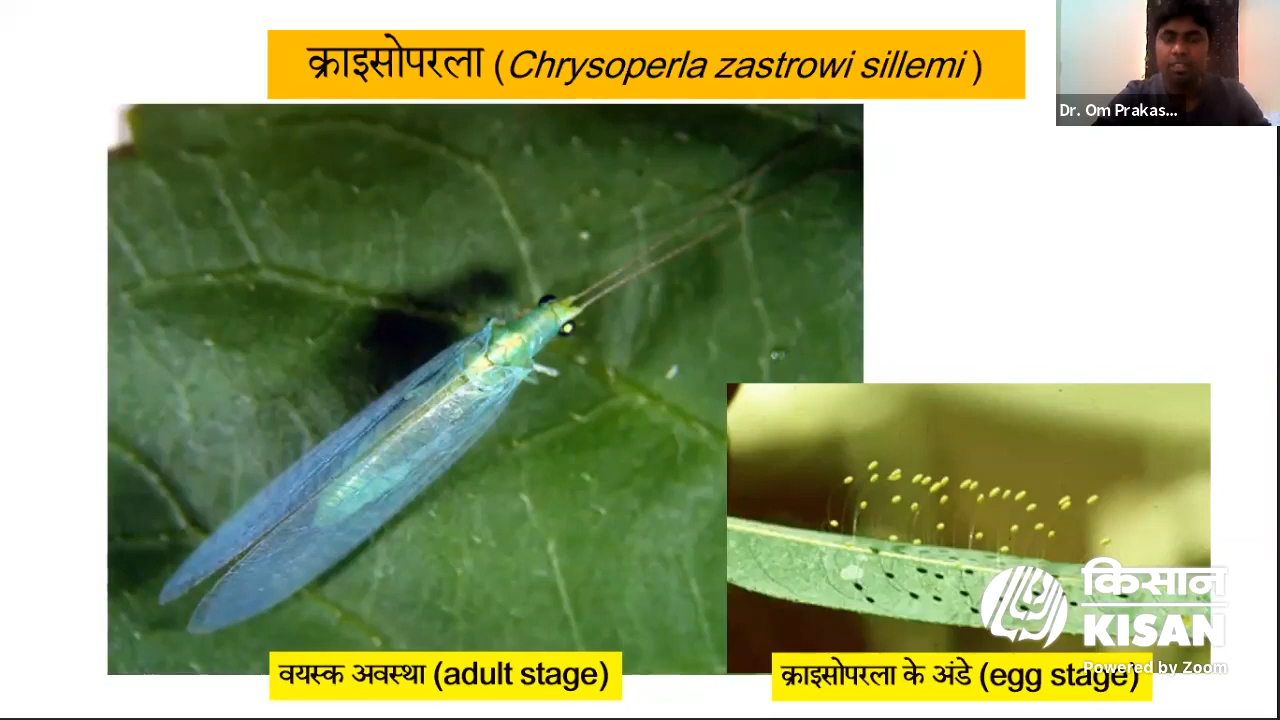 क्राइसोपरला (Chrysoperla zastrowi sillemi )
Dr. Om Prakas...
किसान
KISAN
Powered by Zoom
वयस्क अवस्था (adult stage)
क्राइसोपरला के अंडे (egg stage)